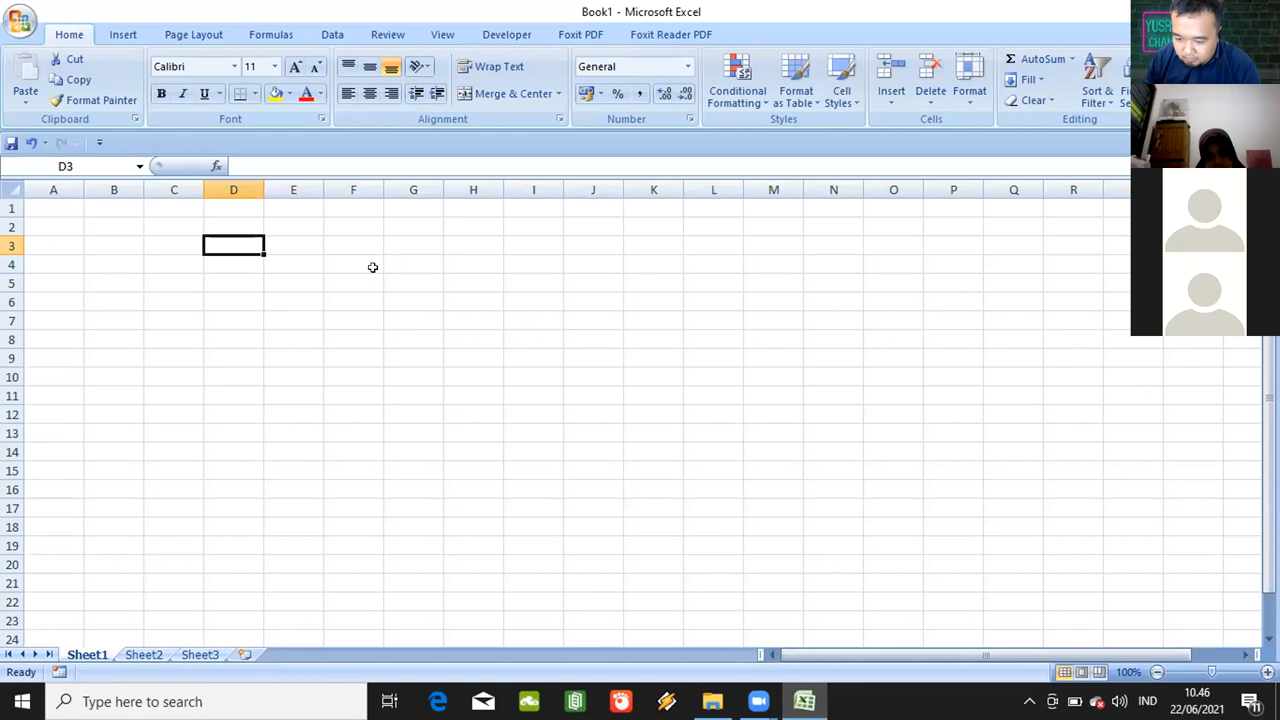 Book1 - Microsoft Excel
Home Insert Page Layout Formulas Data Review View Developer Foxit PDF Foxit Reader PDF
Paste
Cut
Copy
Format Painter
Clipboard
Calibri 11
B I U
Font
Wrap Text
Merge & Center
Alignment
General
% ,
Number
Conditional Formatting
Format as Table
Cell Styles
Styles
Insert
Delete
Format
Cells
Σ AutoSum
Fill
Clear
Sort & Filter
Editing
D3
fx
A B C D E F G H I J K L M N O P Q R
1
2
3
4
5
6
7
8
9
10
11
12
13
14
15
16
17
18
19
20
21
22
23
24
Sheet1 Sheet2 Sheet3
Ready
100%
Type here to search
IND
10.46
22/06/2021
11